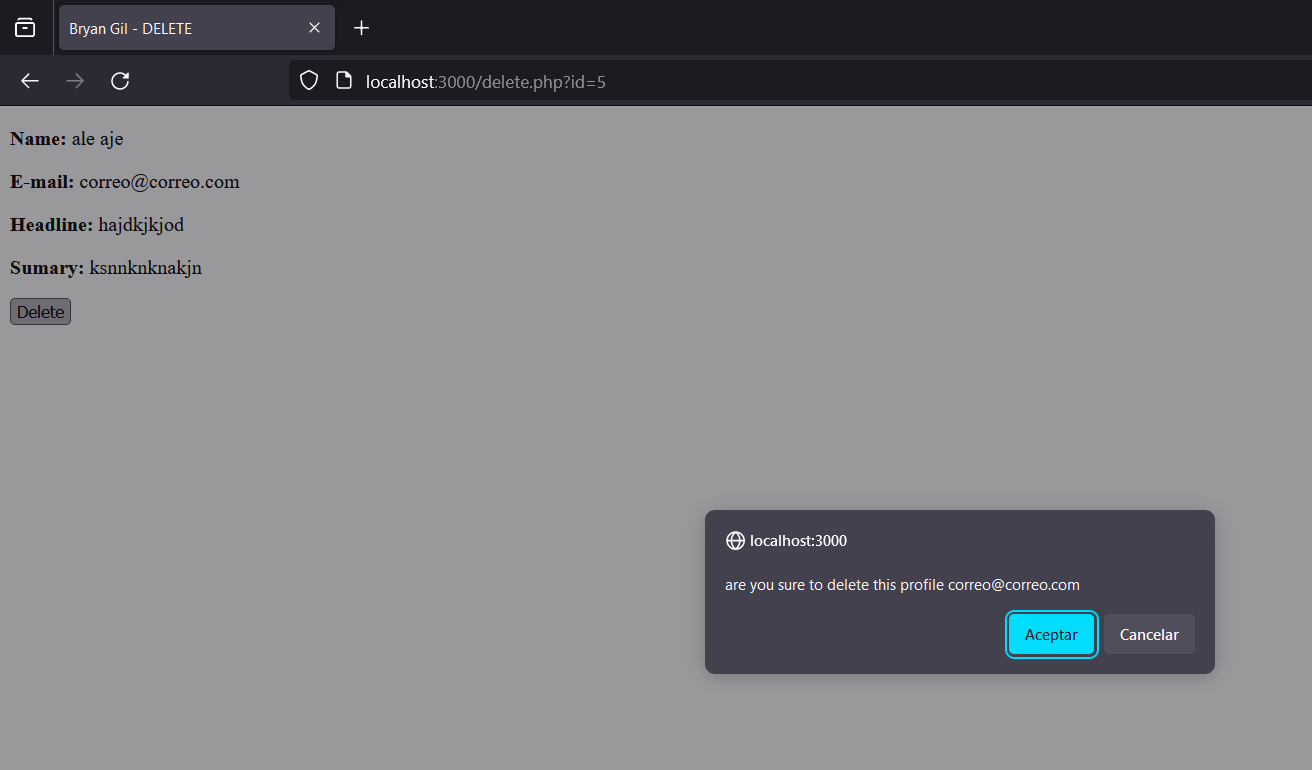 Bryan Gil - DELETE
localhost:3000/delete.php?id=5
Name: ale aje
E-mail: correo@correo.com
Headline: hajdkjkjod
Sumary: ksnnknknakjn
Delete
localhost:3000
are you sure to delete this profile correo@correo.com
Aceptar Cancelar